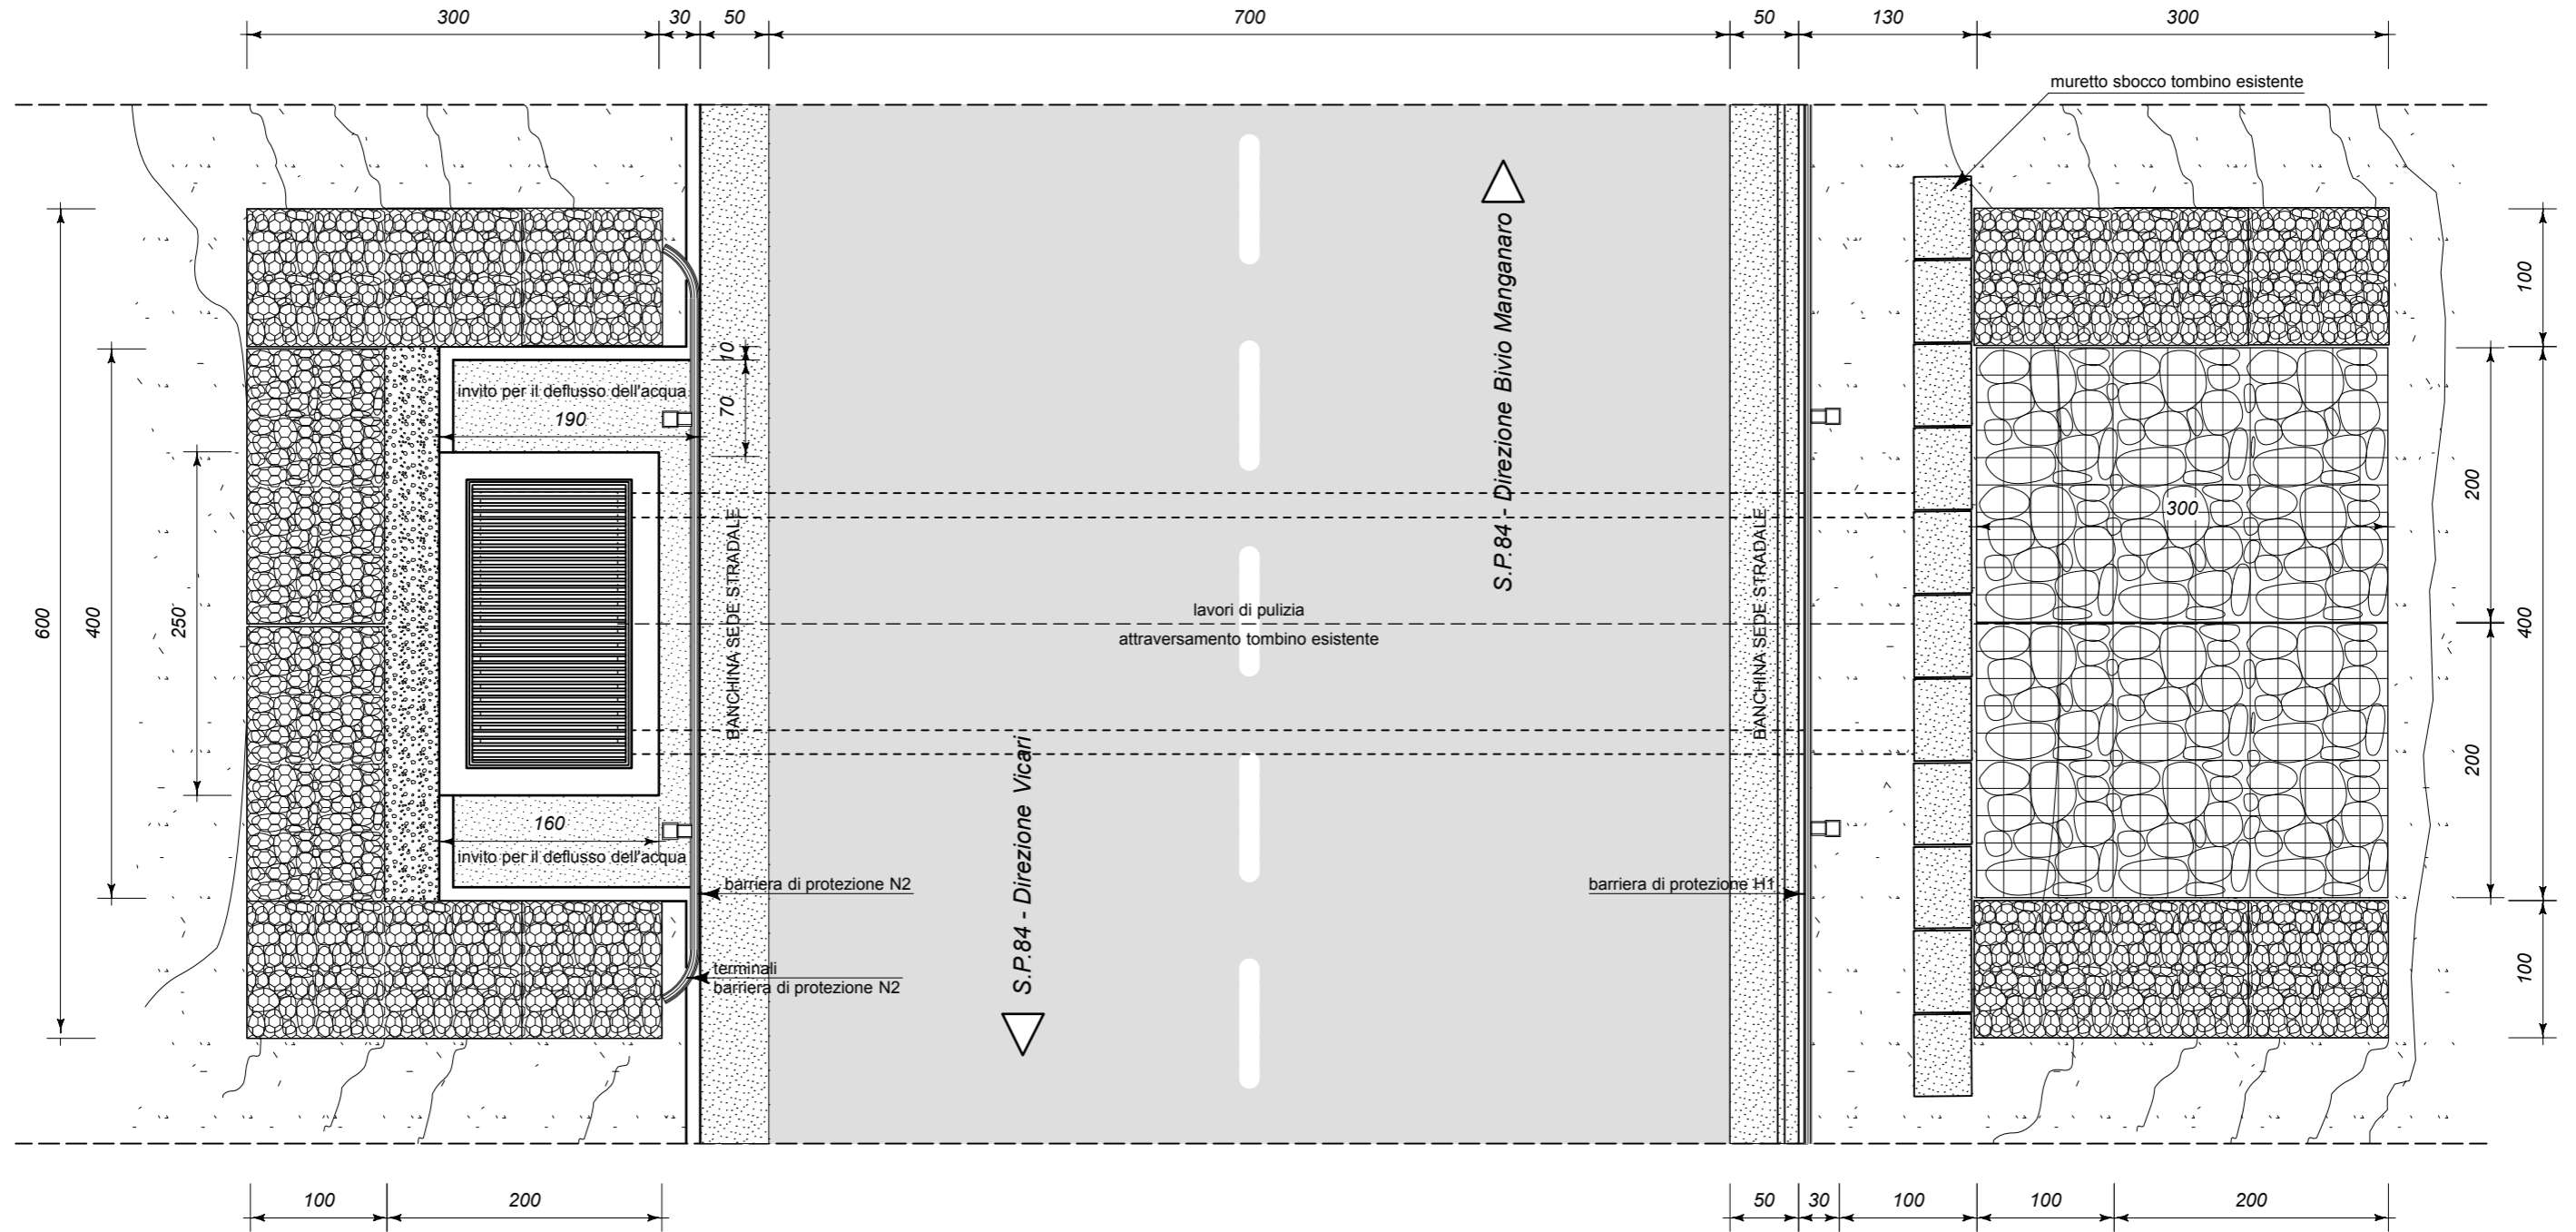 300
30
50
700
50
130
300
muretto sbocco tombino esistente
S.P.84 - Direzione Bivio Manganaro
100
10
invito per il deflusso dell'acqua
190
70
200
300
BANCHINA SEDE STRADALE
BANCHINA SEDE STRADALE
600
400
250
lavori di pulizia
attraversamento tombino esistente
400
200
S.P.84 - Direzione Vicari
160
invito per il deflusso dell'acqua
barriera di protezione N2
barriera di protezione H1
terminali
barriera di protezione N2
100
100
200
50
30
100
100
200